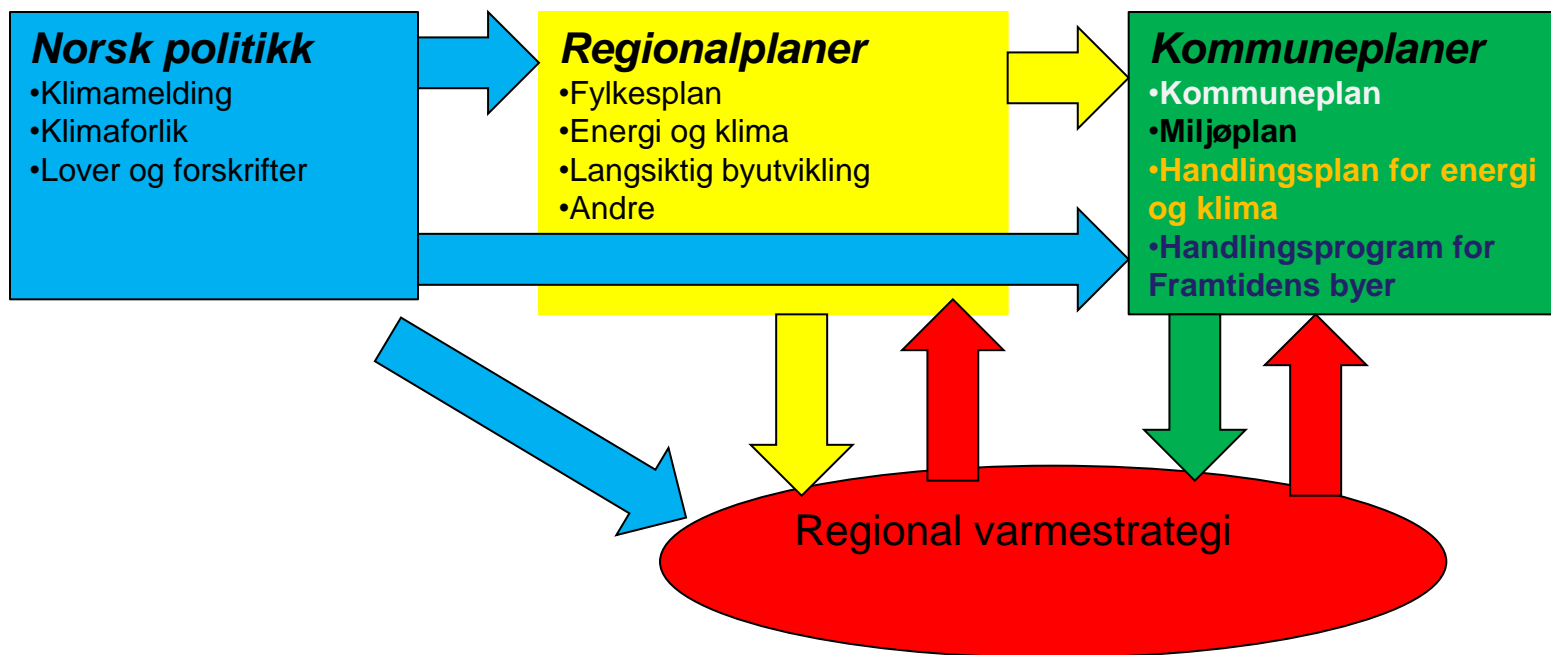 Norsk politikk
•Klimamelding
•Klimaforlik
•Lover og forskrifter
Regionalplaner
•Fylkesplan
•Energi og klima
•Langsiktig byutvikling
•Andre
Kommuneplaner
•Kommuneplan
•Miljøplan
•Handlingsplan for energi
og klima
•Handlingsprogram for
Framtidens byer
Regional varmestrategi